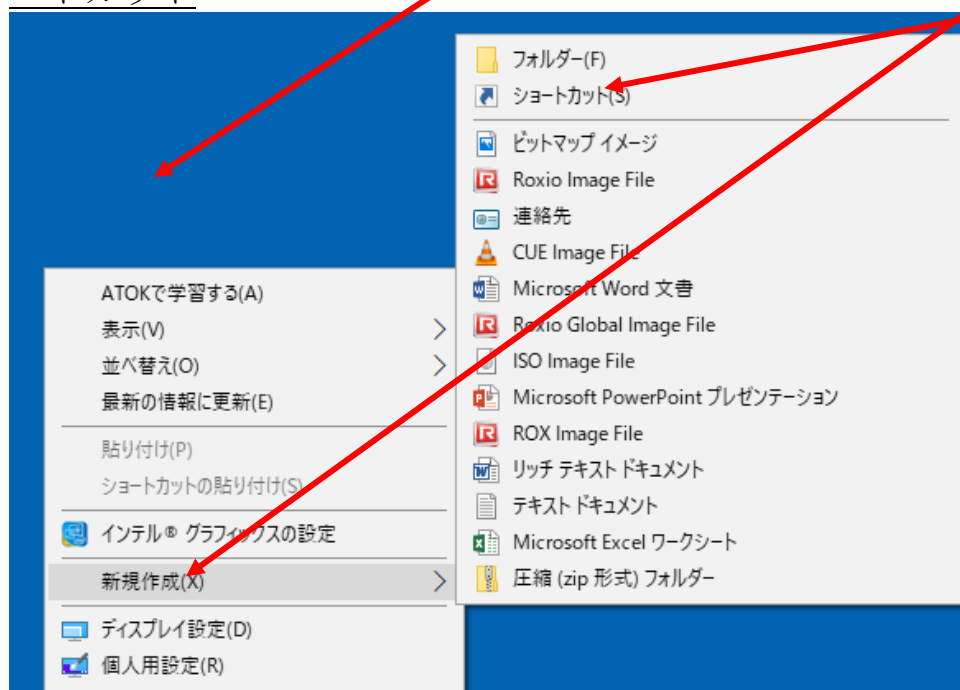 フォルダー(F)
ショートカット(S)
ビットマップ イメージ
Roxio Image File
連絡先
CUE Image File
Microsoft Word 文書
Roxio Global Image File
ISO Image File
Microsoft PowerPoint プレゼンテーション
ROX Image File
リッチ テキスト ドキュメント
テキスト ドキュメント
Microsoft Excel ワークシート
圧縮 (zip 形式) フォルダー
ATOKで学習する(A)
表示(V)
並べ替え(O)
最新の情報に更新(E)
貼り付け(P)
ショートカットの貼り付け(S)
インテル® グラフィックスの設定
新規作成(X)
ディスプレイ設定(D)
個人用設定(R)